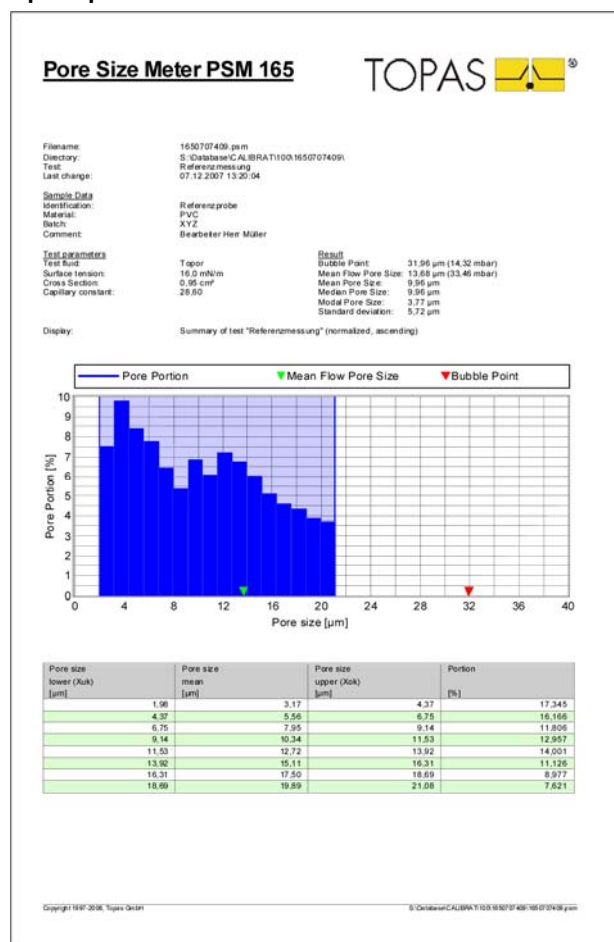 Pore Size Meter PSM 165
TOPAS ®
Filename: 1650707409.psm
Directory: S:\Database\CALIBRAT\100\1650707409\
Test: Referenzmessung
Last change: 07.12.2007 13:20:04
Sample Data
Identification: Referenzprobe
Material: PVC
Batch: XYZ
Comment: Bearbeiter Herr Müller
Test parameters
Test fluid: Topor
Surface tension: 16,0 mN/m
Cross Section: 0,95 cm²
Capillary constant: 28,60
Result
Bubble Point: 31,96 µm (14,32 mbar)
Mean Flow Pore Size: 13,68 µm (33,46 mbar)
Mean Pore Size: 9,96 µm
Median Pore Size: 9,96 µm
Modal Pore Size: 3,77 µm
Standard deviation: 5,72 µm
Display: Summary of test "Referenzmessung" (normalized, ascending)
Pore Portion Mean Flow Pore Size Bubble Point
Pore Portion [%]
10
9
8
7
6
5
4
3
2
1
0
0 4 8 12 16 20 24 28 32 36 40
Pore size [µm]
Pore size Pore size Pore size Portion
lower (Xuk) mean upper (Xok)
[µm] [µm] [µm] [%]
1,98 3,17 4,37 17,345
4,37 5,56 6,75 16,166
6,75 7,95 9,14 11,806
9,14 10,34 11,53 12,957
11,53 12,72 13,92 14,001
13,92 15,11 16,31 11,126
16,31 17,50 18,69 8,977
18,69 19,89 21,08 7,621
Copyright 1997-2008, Topas GmbH S:\Database\CALIBRAT\100\1650707409\1650707409.psm